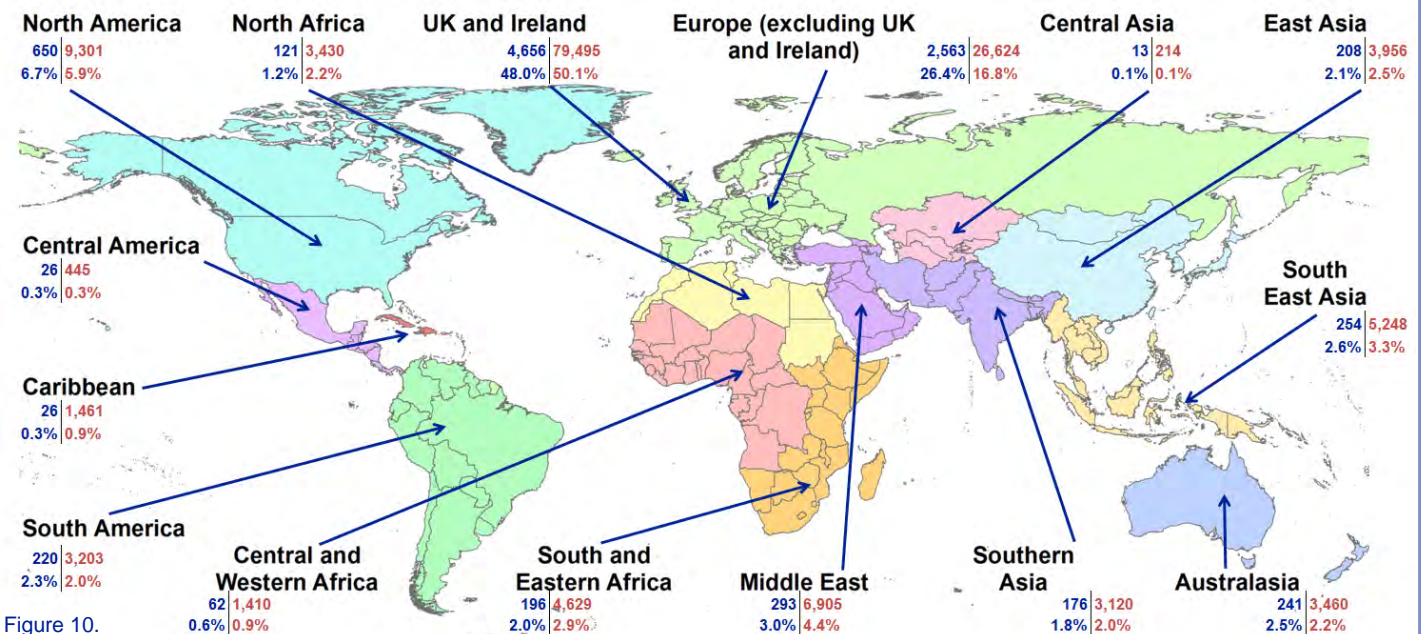 North America
650 9,301
6.7% 5.9%
North Africa
121 3,430
1.2% 2.2%
UK and Ireland
4,656 79,495
48.0% 50.1%
Europe (excluding UK
and Ireland)
2,563 26,624
26.4% 16.8%
Central Asia
13 214
0.1% 0.1%
East Asia
208 3,956
2.1% 2.5%
Central America
26 445
0.3% 0.3%
South
East Asia
254 5,248
2.6% 3.3%
Caribbean
26 1,461
0.3% 0.9%
South America
220 3,203
2.3% 2.0%
Central and
Western Africa
62 1,410
0.6% 0.9%
South and
Eastern Africa
196 4,629
2.0% 2.9%
Middle East
293 6,905
3.0% 4.4%
Southern
Asia
176 3,120
1.8% 2.0%
Australasia
241 3,460
2.5% 2.2%
Figure 10.